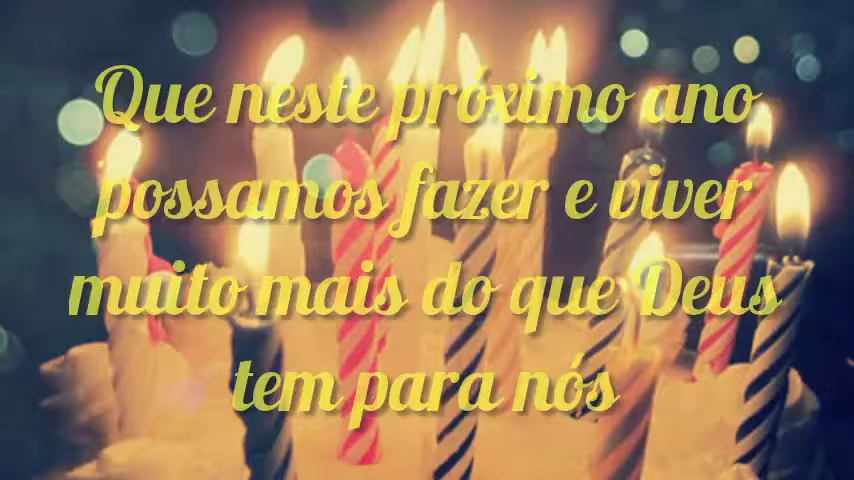 Que neste próximo ano
possamos fazer e viver
muito mais do que Deus
tem para nós